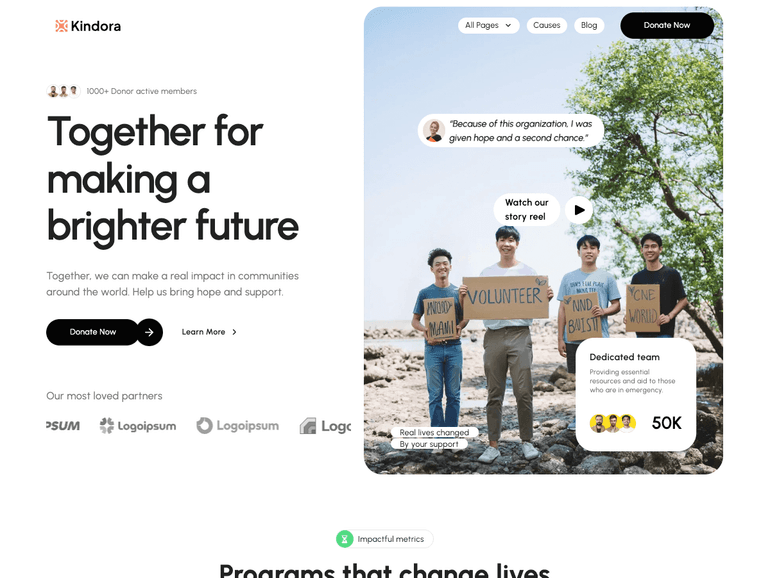 Kindora
All Pages
Causes
Blog
Donate Now
1000+ Donor active members
Together for
making a
brighter future
Together, we can make a real impact in communities
around the world. Help us bring hope and support.
Donate Now
Learn More
Our most loved partners
PSUM
Logoipsum
Logoipsum
Logo
"Because of this organization, I was
given hope and a second chance."
Watch our
story reel
VOLUNTEER
Dedicated team
Providing essential
resources and aid to those
who are in emergency.
50K
Real lives changed
By your support
Impactful metrics
Programs that change lives